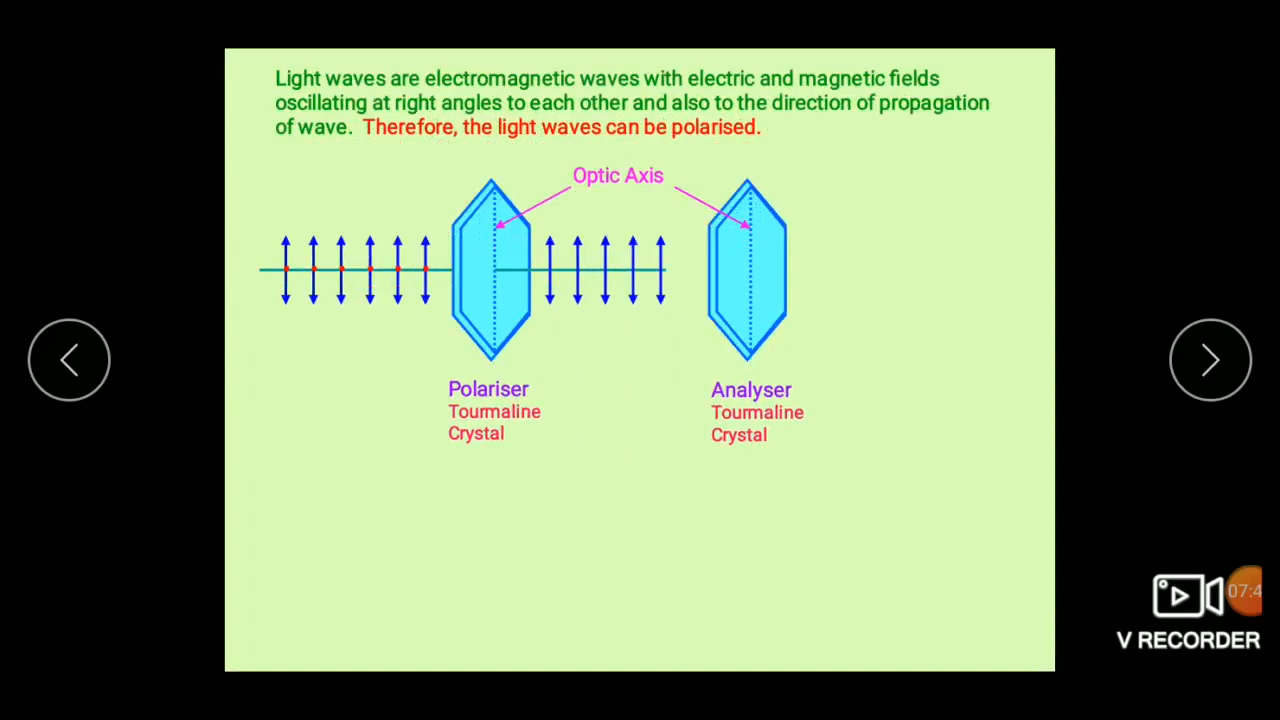 Light waves are electromagnetic waves with electric and magnetic fields
oscillating at right angles to each other and also to the direction of propagation
of wave. Therefore, the light waves can be polarised.
Optic Axis
Polariser
Tourmaline
Crystal
Analyser
Tourmaline
Crystal
07:4
V RECORDER